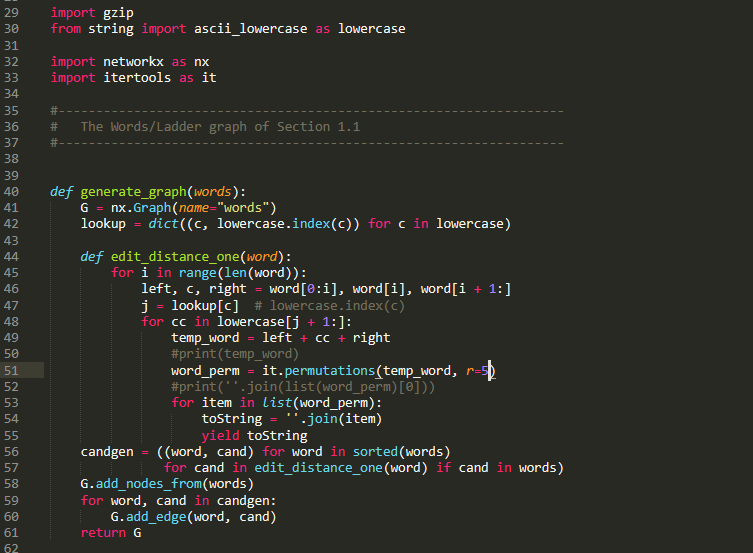 29 import gzip
30 from string import ascii_lowercase as lowercase
31
32 import networkx as nx
33 import itertools as it
34
35 #-------------------------------------------------------------------
36 #   The Words/Ladder graph of Section 1.1
37 #-------------------------------------------------------------------
38
39
40 def generate_graph(words):
41     G = nx.Graph(name="words")
42     lookup = dict((c, lowercase.index(c)) for c in lowercase)
43
44     def edit_distance_one(word):
45         for i in range(len(word)):
46             left, c, right = word[0:i], word[i], word[i + 1:]
47             j = lookup[c]  # lowercase.index(c)
48             for cc in lowercase[j + 1:]:
49                 temp_word = left + cc + right
50                 #print(temp_word)
51                 word_perm = it.permutations(temp_word, r=5)
52                 #print(''.join(list(word_perm)[0]))
53                 for item in list(word_perm):
54                     toString = ''.join(item)
55                     yield toString
56     candgen = ((word, cand) for word in sorted(words)
57                for cand in edit_distance_one(word) if cand in words)
58     G.add_nodes_from(words)
59     for word, cand in candgen:
60         G.add_edge(word, cand)
61     return G
62